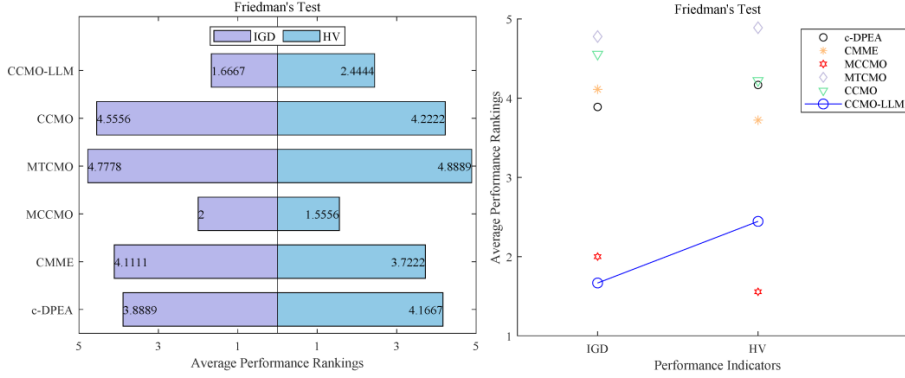 Friedman's Test
IGD HV
CCMO-LLM 1.6667 2.4444
CCMO 4.5556 4.2222
MTCMO 4.7778 4.8889
MCCMO 2 1.5556
CMME 4.1111 3.7222
c-DPEA 3.8889 4.1667
5 3 1 1 3 5
Average Performance Rankings
Friedman's Test
c-DPEA
CMME
MCCMO
MTCMO
CCMO
CCMO-LLM
Average Performance Rankings
5
4
3
2
1
IGD HV
Performance Indicators